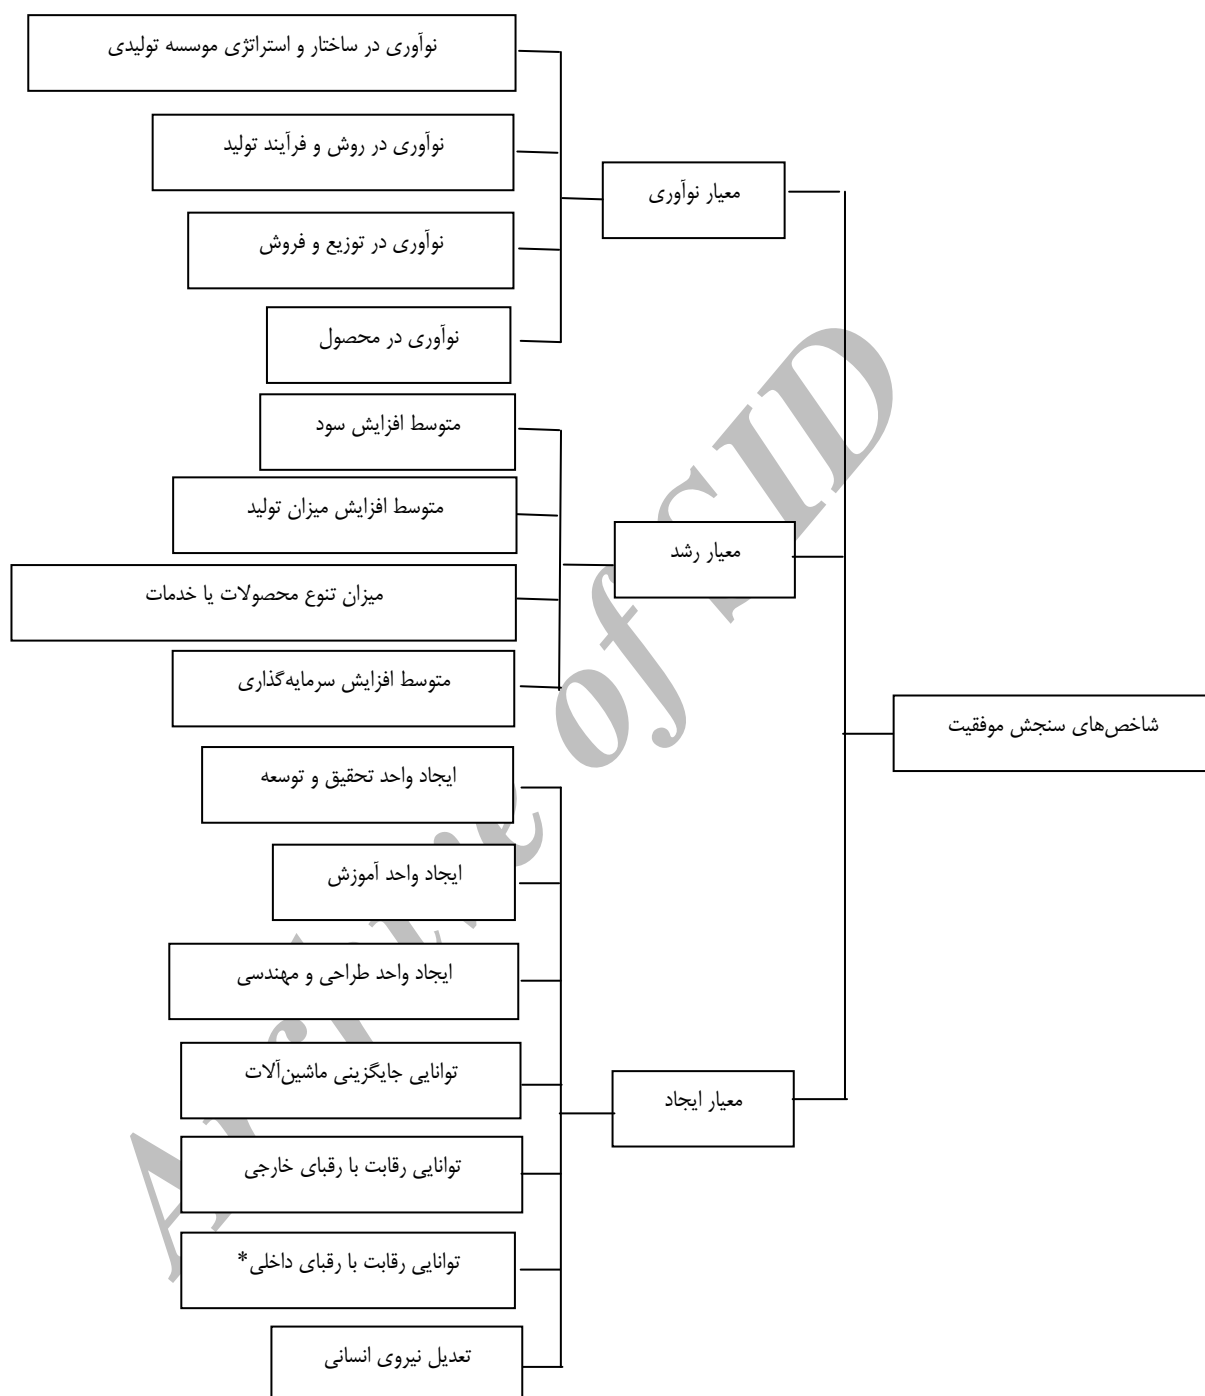 نوآوری در ساختار و استراتژی موسسه تولیدی
نوآوری در روش و فرآیند تولید
معیار نوآوری
نوآوری در توزیع و فروش
نوآوری در محصول
متوسط افزایش سود
متوسط افزایش میزان تولید
معیار رشد
میزان تنوع محصولات یا خدمات
متوسط افزایش سرمایه‌گذاری
شاخص‌های سنجش موفقیت
ایجاد واحد تحقیق و توسعه
ایجاد واحد آموزش
ایجاد واحد طراحی و مهندسی
توانایی جایگزینی ماشین‌آلات
معیار ایجاد
توانایی رقابت با رقبای خارجی
توانایی رقابت با رقبای داخلی*
تعدیل نیروی انسانی
Archive of SID